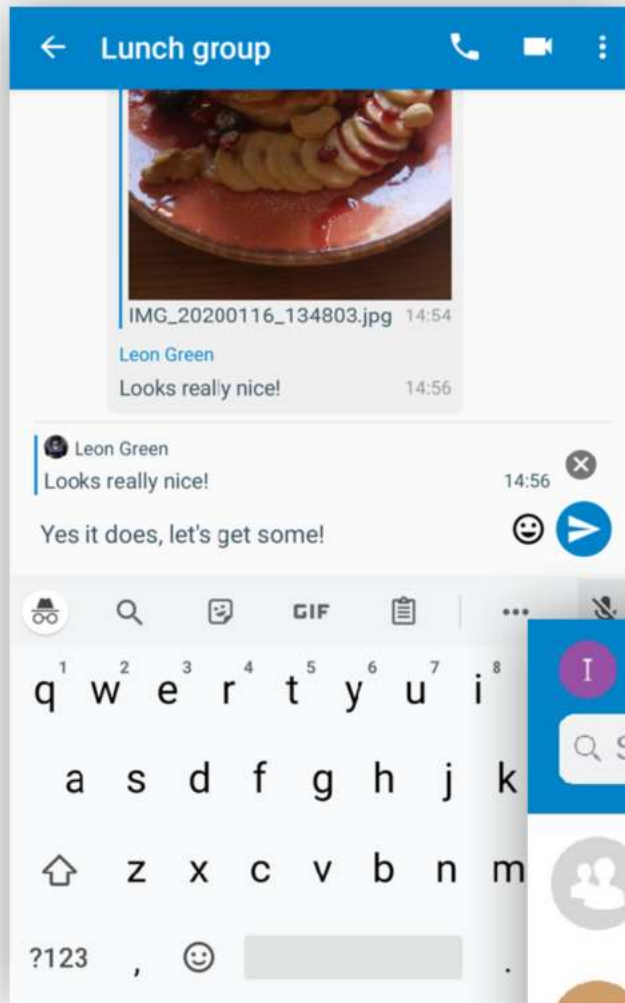 Lunch group
IMG_20200116_134803.jpg 14:54
Leon Green
Looks really nice! 14:56
Leon Green
Looks really nice! 14:56
Yes it does, let's get some!
GIF
1 2 3 4 5 6 7 8
q w e r t y u i
a s d f g h j k
z x c v b n m
?123 , .
I
S